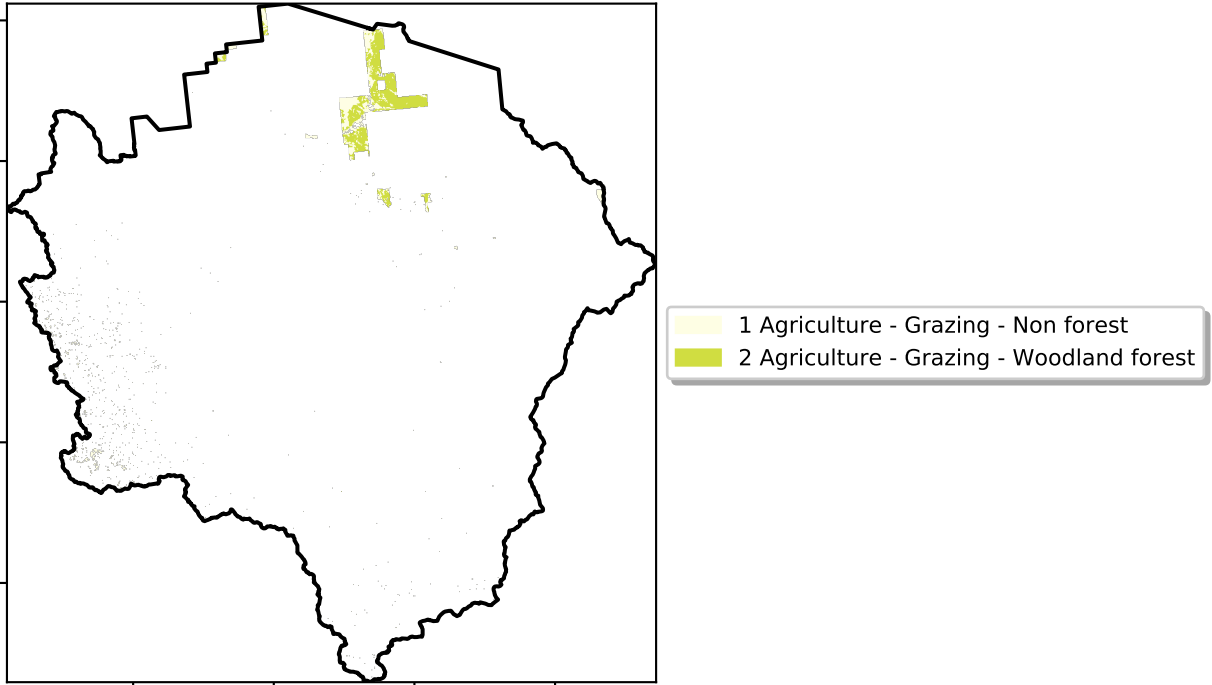 1 Agriculture - Grazing - Non forest
2 Agriculture - Grazing - Woodland forest